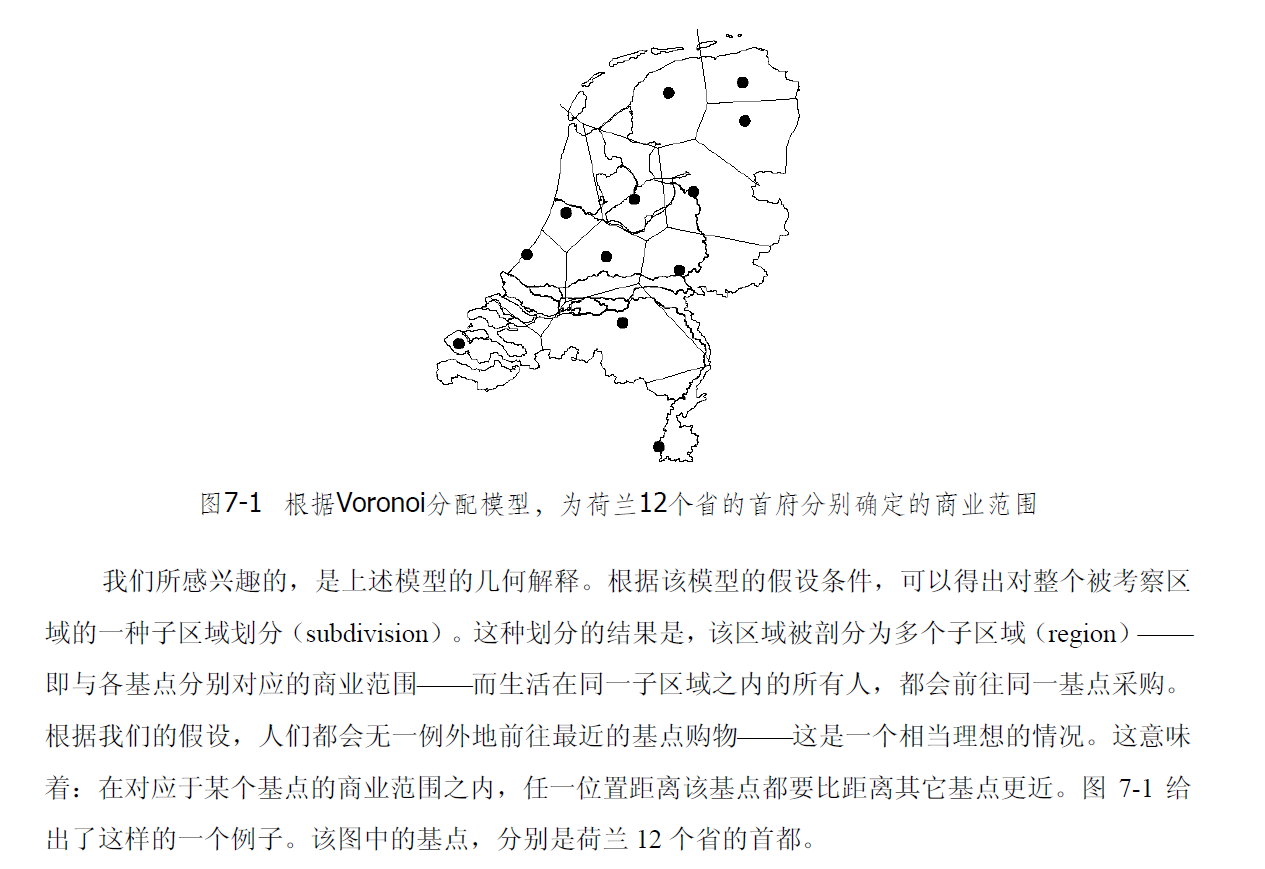 图7-1 根据Voronoi分配模型，为荷兰12个省的首府分别确定的商业范围
我们所感兴趣的，是上述模型的几何解释。根据该模型的假设条件，可以得出对整个被考察区
域的一种子区域划分（subdivision）。这种划分的结果是，该区域被剖分为多个子区域（region）——
即与各基点分别对应的商业范围——而生活在同一子区域之内的所有人，都会前往同一基点采购。
根据我们的假设，人们都会无一例外地前往最近的基点购物——这是一个相当理想的情况。这意味
着：在对应于某个基点的商业范围之内，任一位置距离该基点都要比距离其它基点更近。图 7-1 给
出了这样的一个例子。该图中的基点，分别是荷兰 12 个省的首都。